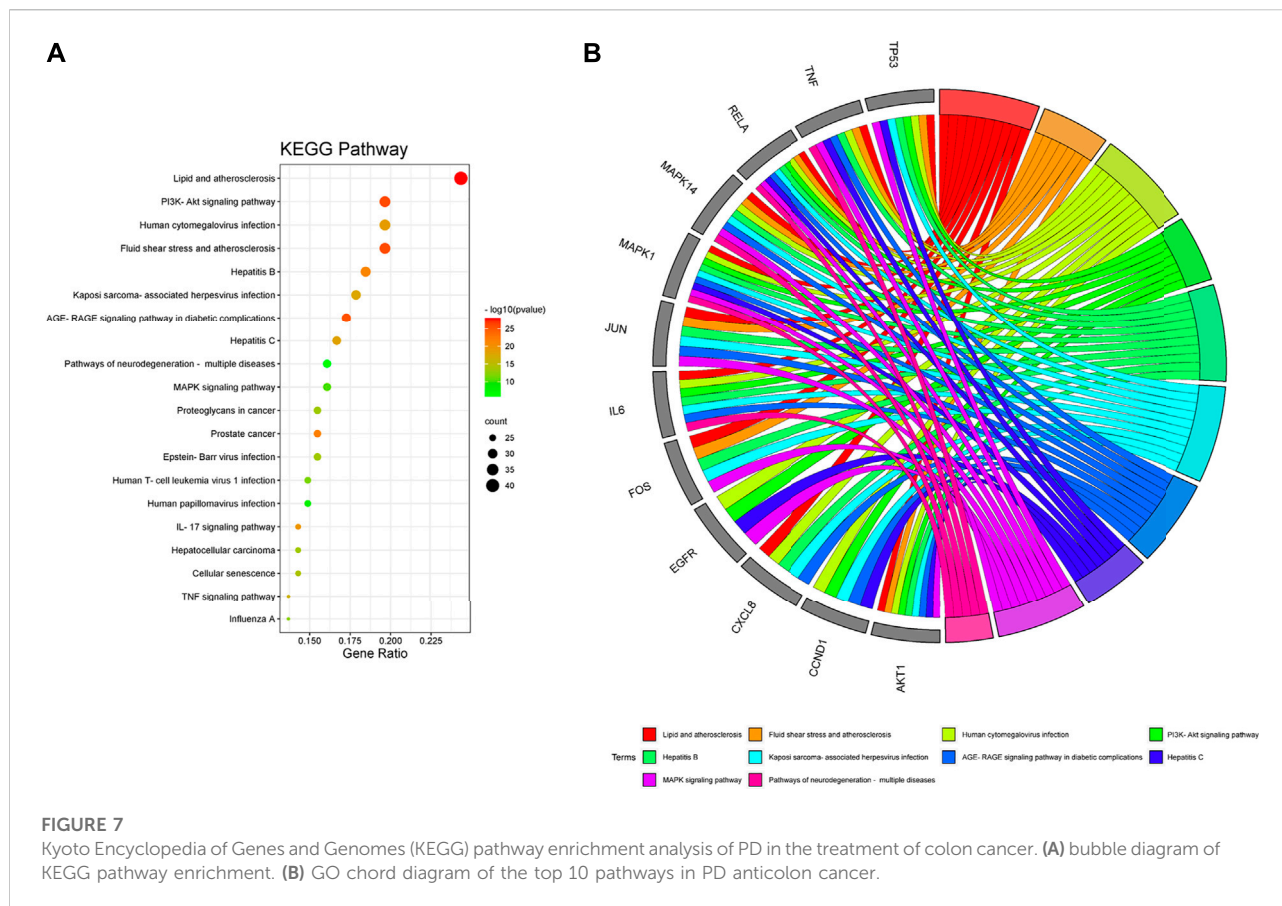 A
B
KEGG Pathway
Lipid and atherosclerosis
PI3K- Akt signaling pathway
Human cytomegalovirus infection
Fluid shear stress and atherosclerosis
Hepatitis B
Kaposi sarcoma- associated herpesvirus infection
AGE- RAGE signaling pathway in diabetic complications
Hepatitis C
Pathways of neurodegeneration - multiple diseases
MAPK signaling pathway
Proteoglycans in cancer
Prostate cancer
Epstein- Barr virus infection
Human T- cell leukemia virus 1 infection
Human papillomavirus infection
IL- 17 signaling pathway
Hepatocellular carcinoma
Cellular senescence
TNF signaling pathway
Influenza A
0.150 0.175 0.200 0.225
Gene Ratio
- log10(pvalue)
25
20
15
10
count
25
30
35
40
TP53
TNF
RELA
MAPK14
MAPK1
JUN
IL6
FOS
EGFR
CXCL8
CCND1
AKT1
Terms
Lipid and atherosclerosis
Fluid shear stress and atherosclerosis
Human cytomegalovirus infection
PI3K- Akt signaling pathway
Hepatitis B
Kaposi sarcoma- associated herpesvirus infection
AGE- RAGE signaling pathway in diabetic complications
Hepatitis C
MAPK signaling pathway
Pathways of neurodegeneration - multiple diseases
FIGURE 7
Kyoto Encyclopedia of Genes and Genomes (KEGG) pathway enrichment analysis of PD in the treatment of colon cancer. (A) bubble diagram of
KEGG pathway enrichment. (B) GO chord diagram of the top 10 pathways in PD anticolon cancer.